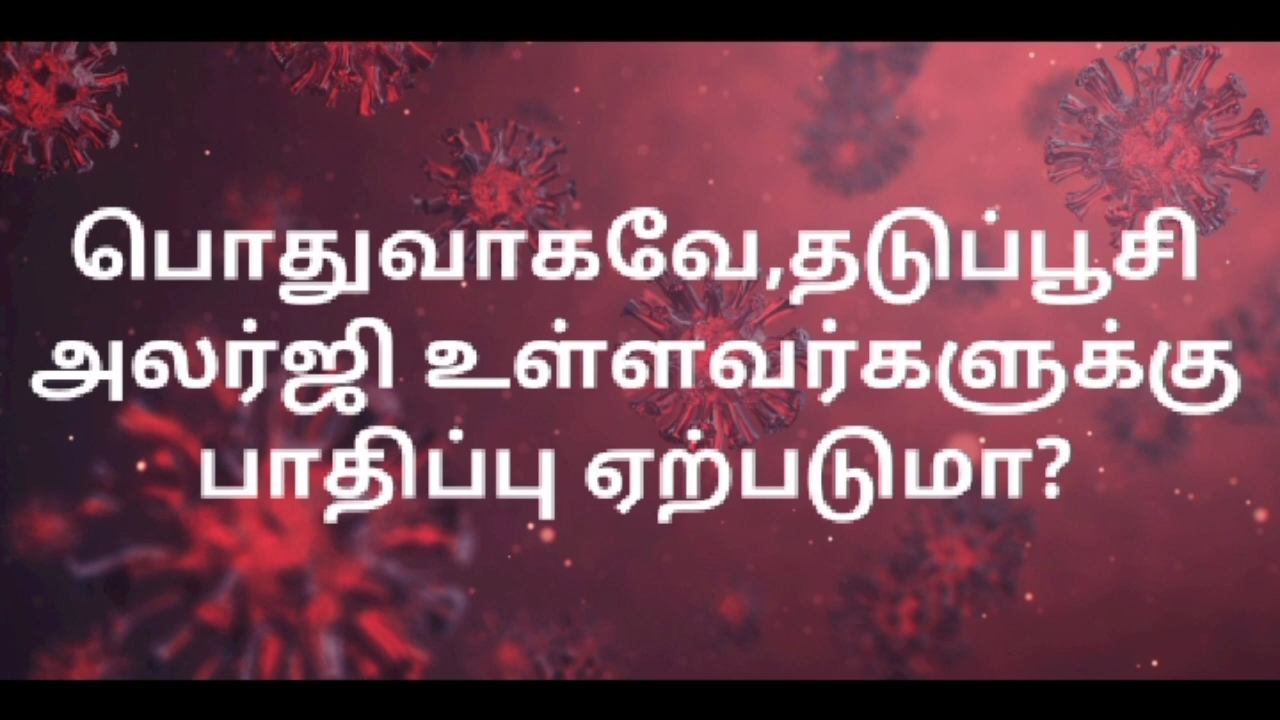 பொதுவாகவே,தடுப்பூசி
அலர்ஜி உள்ளவர்களுக்கு
பாதிப்பு ஏற்படுமா?